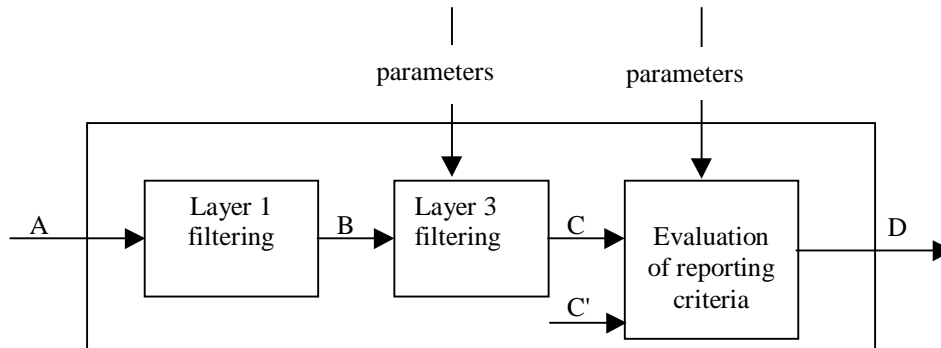 parameters
parameters
A
Layer 1
filtering
B
Layer 3
filtering
C
C'
Evaluation
of reporting
criteria
D